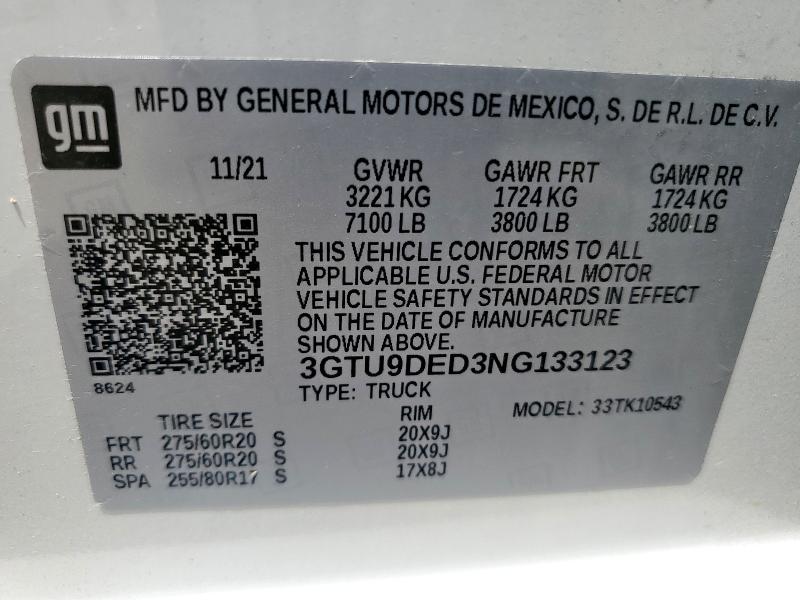 gm
MFD BY GENERAL MOTORS DE MEXICO, S. DE R.L. DE C.V.
11/21 GVWR GAWR FRT GAWR RR
3221 KG 1724 KG 1724 KG
7100 LB 3800 LB 3800 LB
THIS VEHICLE CONFORMS TO ALL
APPLICABLE U.S. FEDERAL MOTOR
VEHICLE SAFETY STANDARDS IN EFFECT
ON THE DATE OF MANUFACTURE
SHOWN ABOVE.
3GTU9DED3NG133123
8624
TYPE: TRUCK
TIRE SIZE RIM MODEL: 33TK10543
FRT 275/60R20 S 20X9J
RR 275/60R20 S 20X9J
SPA 255/80R17 S 17X8J